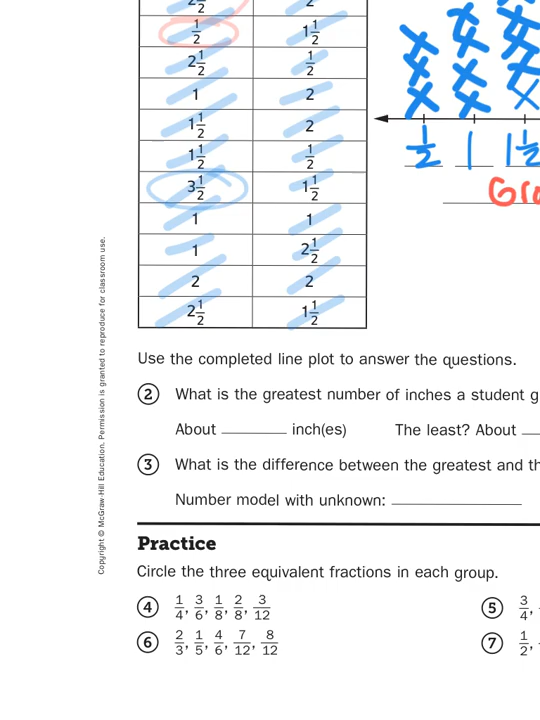 2 1/2 2
1/2 1 1/2
2 1/2 1/2
1 2
1 1/2 2
1 1/2 1/2
3 1/2 1 1/2
1 1
1 2 1/2
2 2
2 1/2 1 1/2
1/2 1 1 1/2
Gro
Use the completed line plot to answer the questions.
2 What is the greatest number of inches a student g
About ______ inch(es) The least? About
3 What is the difference between the greatest and th
Number model with unknown: ______
Practice
Circle the three equivalent fractions in each group.
4 1/4, 3/6, 1/8, 2/8, 3/12
5 3/4,
6 2/3, 1/5, 4/6, 7/12, 8/12
7 1/2,
Copyright © McGraw-Hill Education. Permission is granted to reproduce for classroom use.